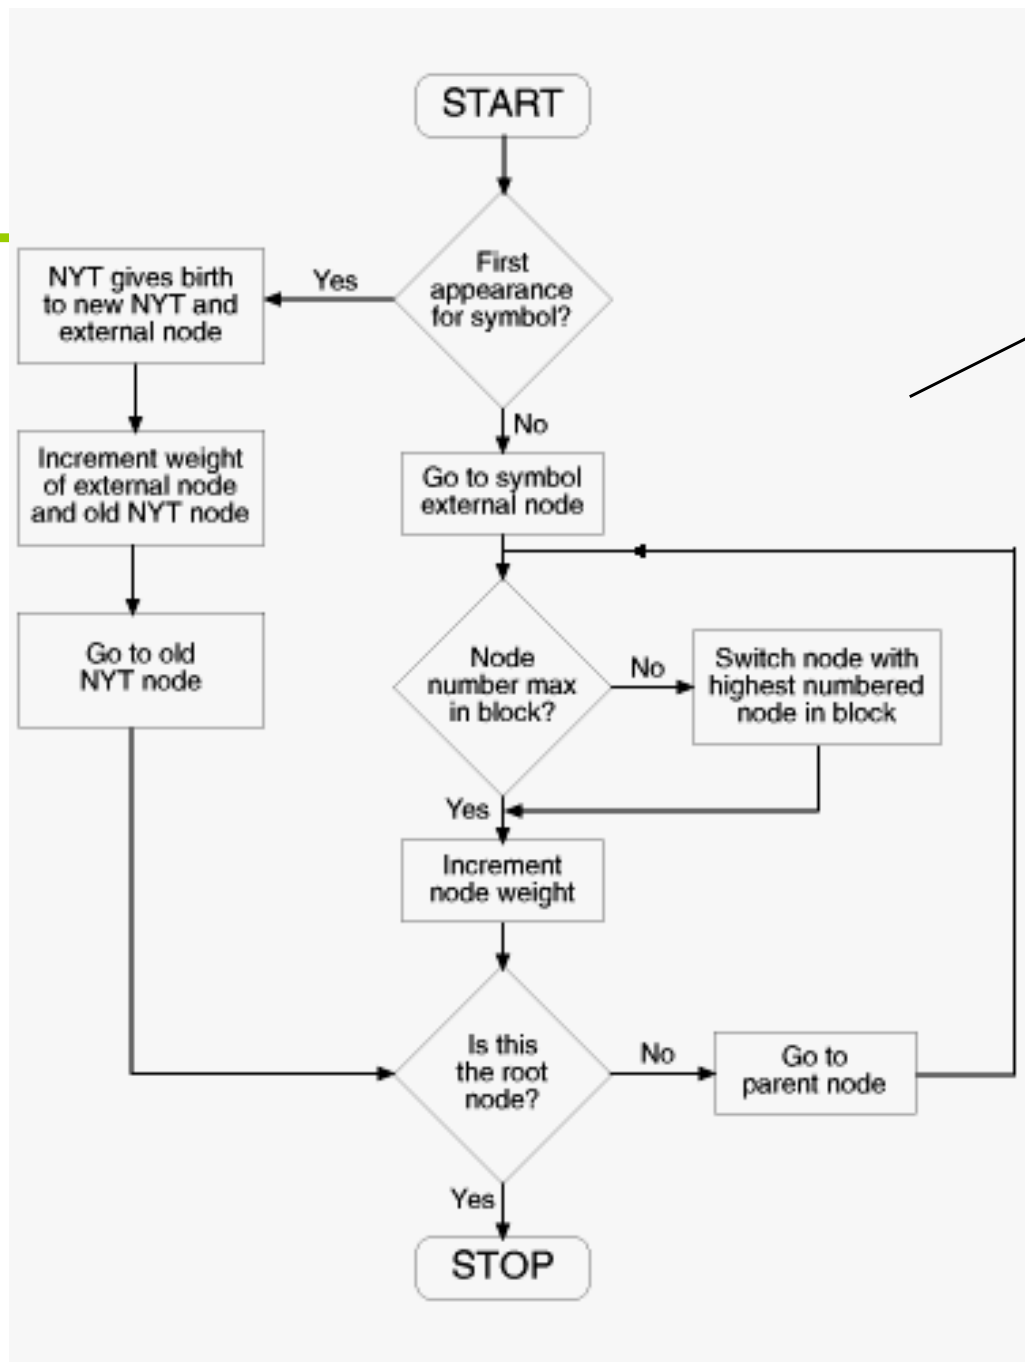 START
First
appearance
for symbol?
Yes
NYT gives birth
to new NYT and
external node
Increment weight
of external node
and old NYT node
Go to old
NYT node
No
Go to symbol
external node
Node
number max
in block?
No
Switch node with
highest numbered
node in block
Yes
Increment
node weight
Is this
the root
node?
No
Go to
parent node
Yes
STOP